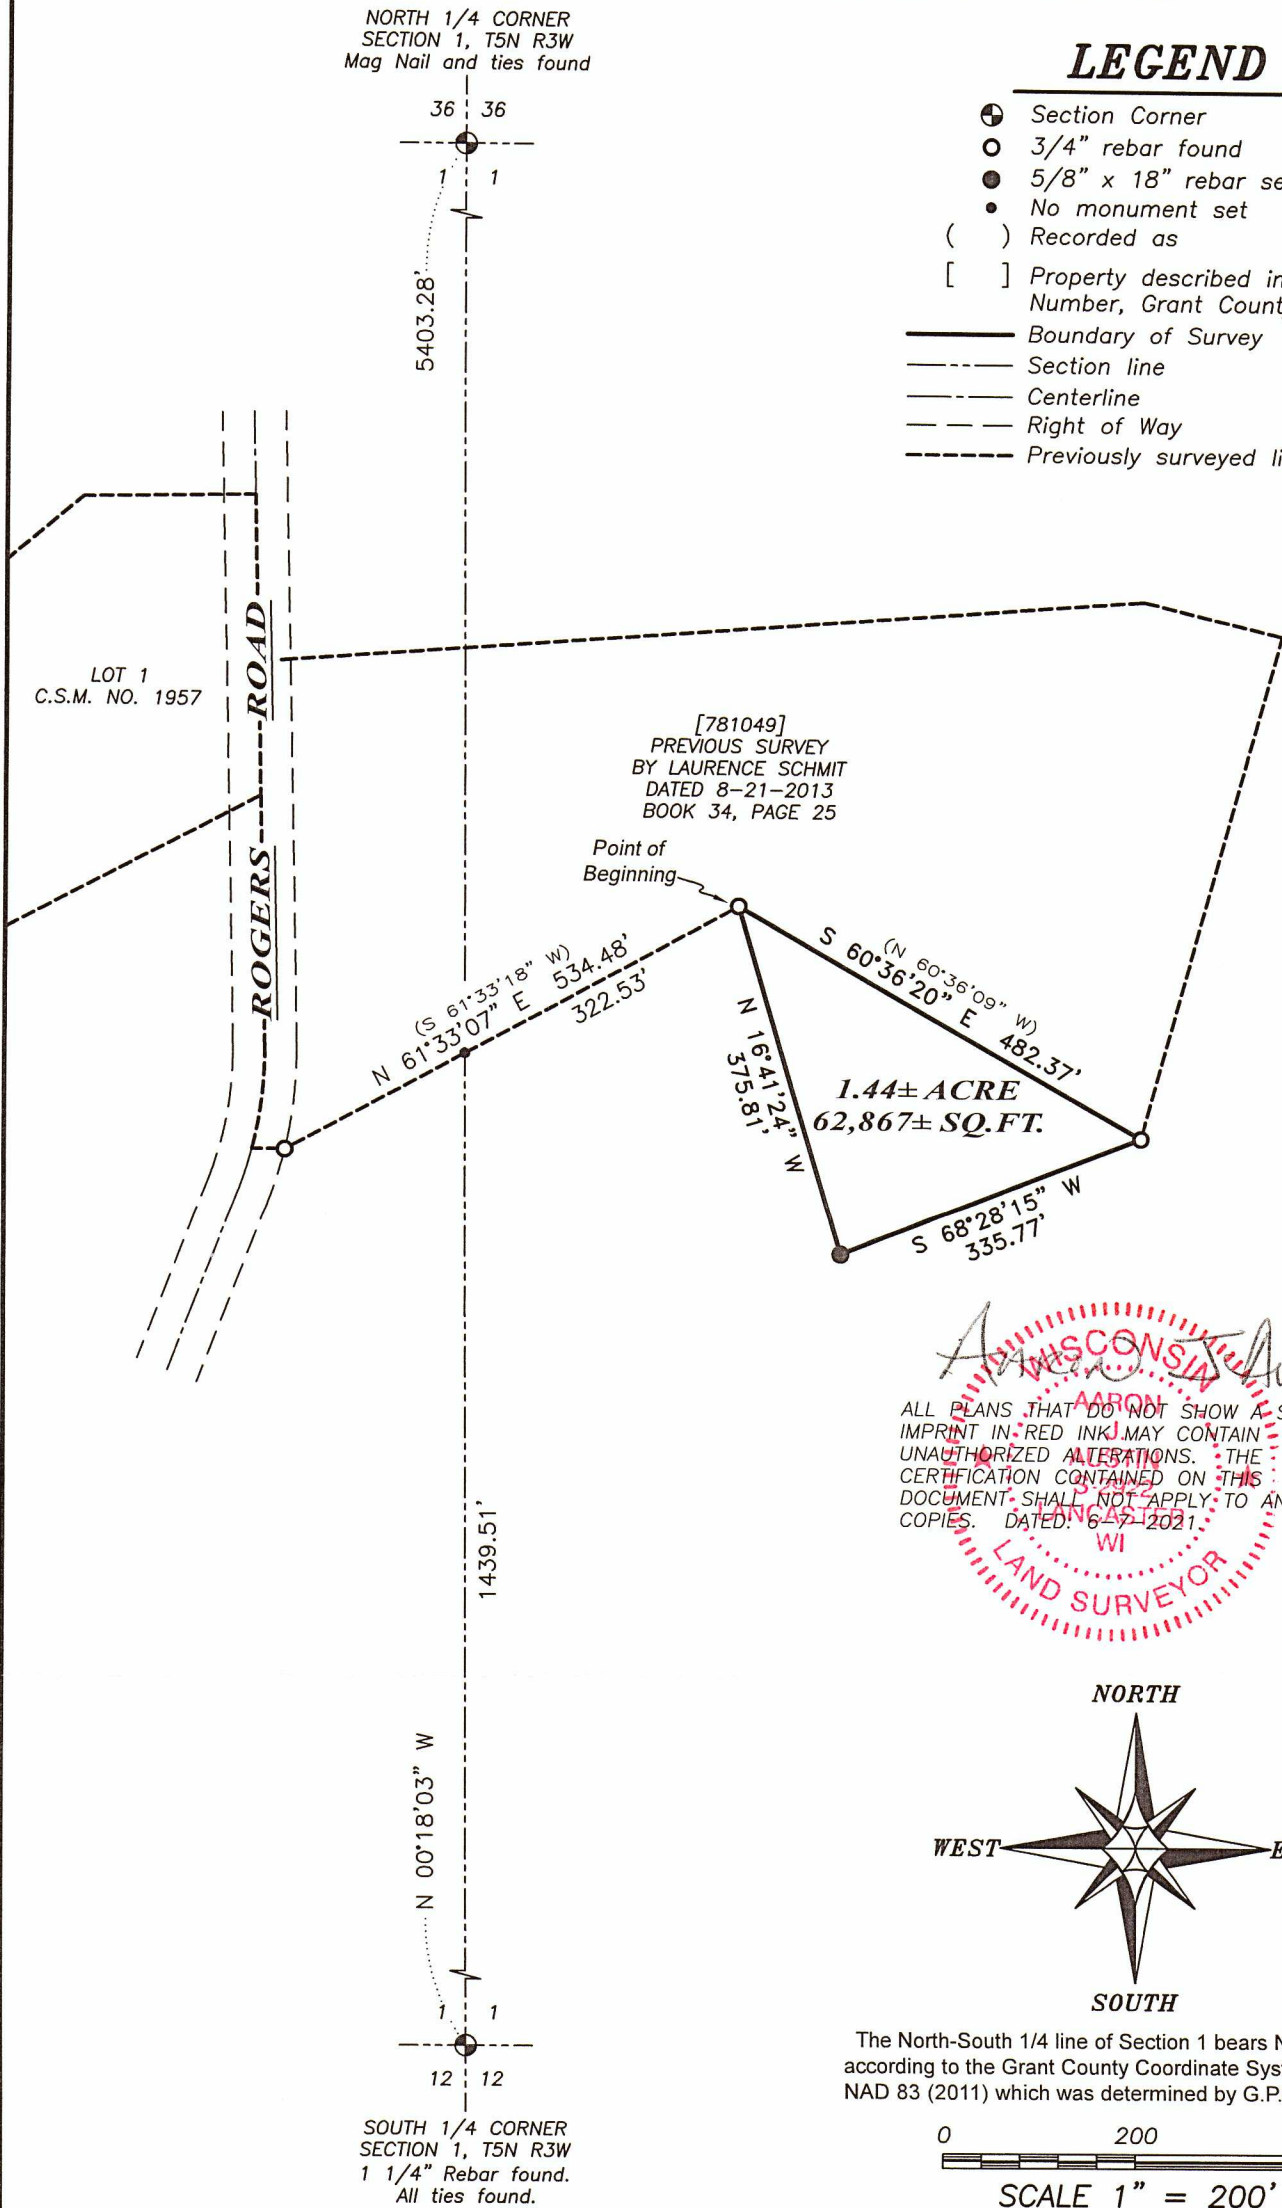 NORTH 1/4 CORNER
SECTION 1, T5N R3W
Mag Nail and ties found
36 36
1 1
5403.28'
LEGEND
Section Corner
3/4" rebar found
5/8" x 18" rebar se
No monument set
( ) Recorded as
[ ] Property described in
Number, Grant Count
Boundary of Survey
Section line
Centerline
Right of Way
Previously surveyed li
LOT 1
C.S.M. NO. 1957
ROGERS ROAD
[781049]
PREVIOUS SURVEY
BY LAURENCE SCHMIT
DATED 8-21-2013
BOOK 34, PAGE 25
Point of
Beginning
(S 61°33'18" W)
N 61°33'07" E 534.48'
322.53'
(N 60°36'09" W)
S 60°36'20" E 482.37'
N 16°41'24" W
375.81'
1.44± ACRE
62,867± SQ.FT.
S 68°28'15" W
335.77'
1439.51'
N 00°18'03" W
ALL PLANS THAT DO NOT SHOW A S
IMPRINT IN RED INK MAY CONTAIN
UNAUTHORIZED ALTERATIONS. THE
CERTIFICATION CONTAINED ON THIS
DOCUMENT SHALL NOT APPLY TO AN
COPIES. DATED: 6-7-2021.
WISCONSIN
AARON
J.
AUSTIN
S-2922
LANCASTER
WI
LAND SURVEYOR
NORTH
WEST
E
SOUTH
1 1
12 12
SOUTH 1/4 CORNER
SECTION 1, T5N R3W
1 1/4" Rebar found.
All ties found.
The North-South 1/4 line of Section 1 bears N
according to the Grant County Coordinate Sys
NAD 83 (2011) which was determined by G.P.
0 200
SCALE 1" = 200'